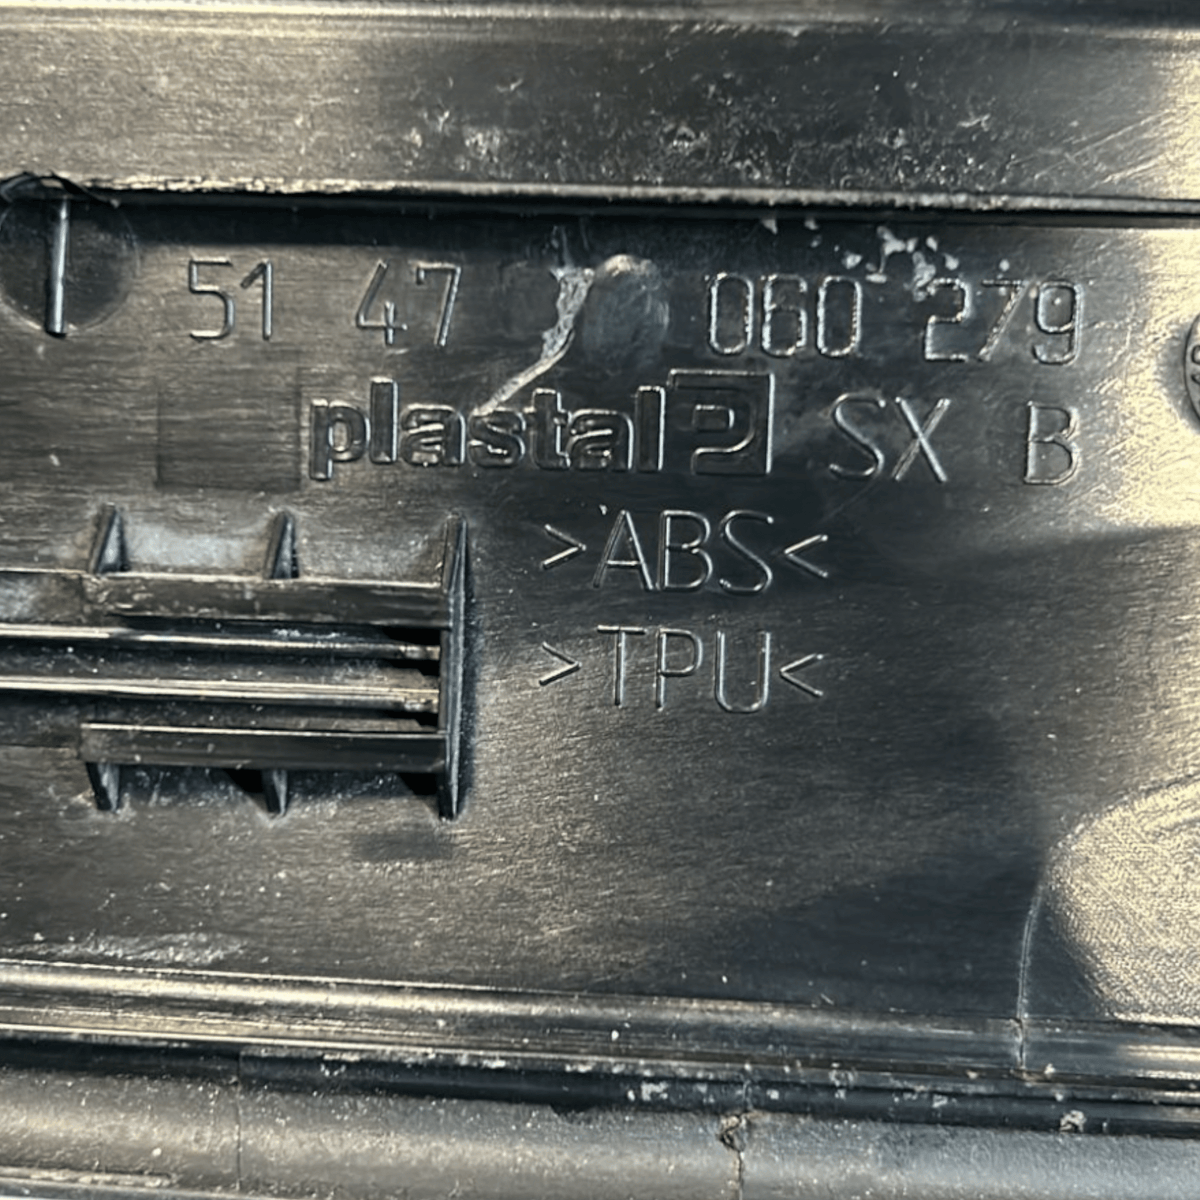 51 47 060 279
plastal SX B
>ABS<
>TPU<